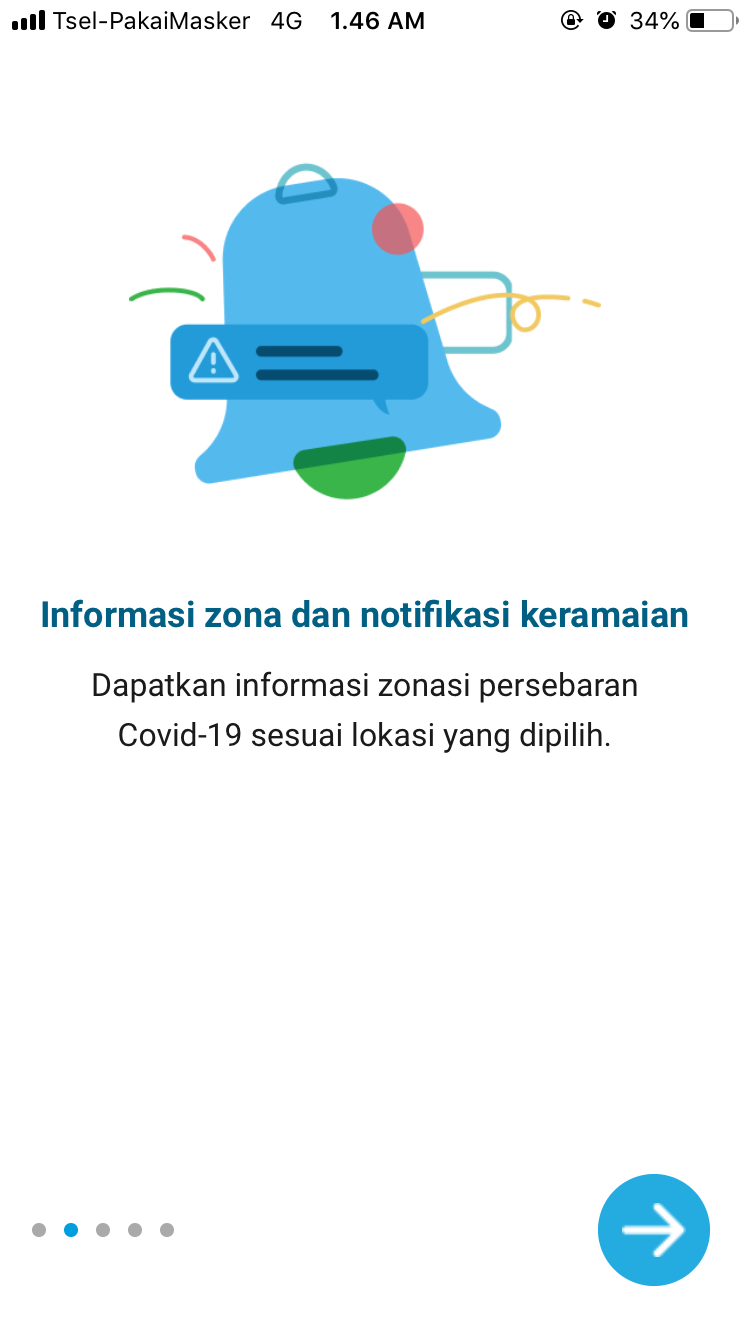 Tsel-PakaiMasker 4G 1.46 AM 34%
Informasi zona dan notifikasi keramaian
Dapatkan informasi zonasi persebaran
Covid-19 sesuai lokasi yang dipilih.